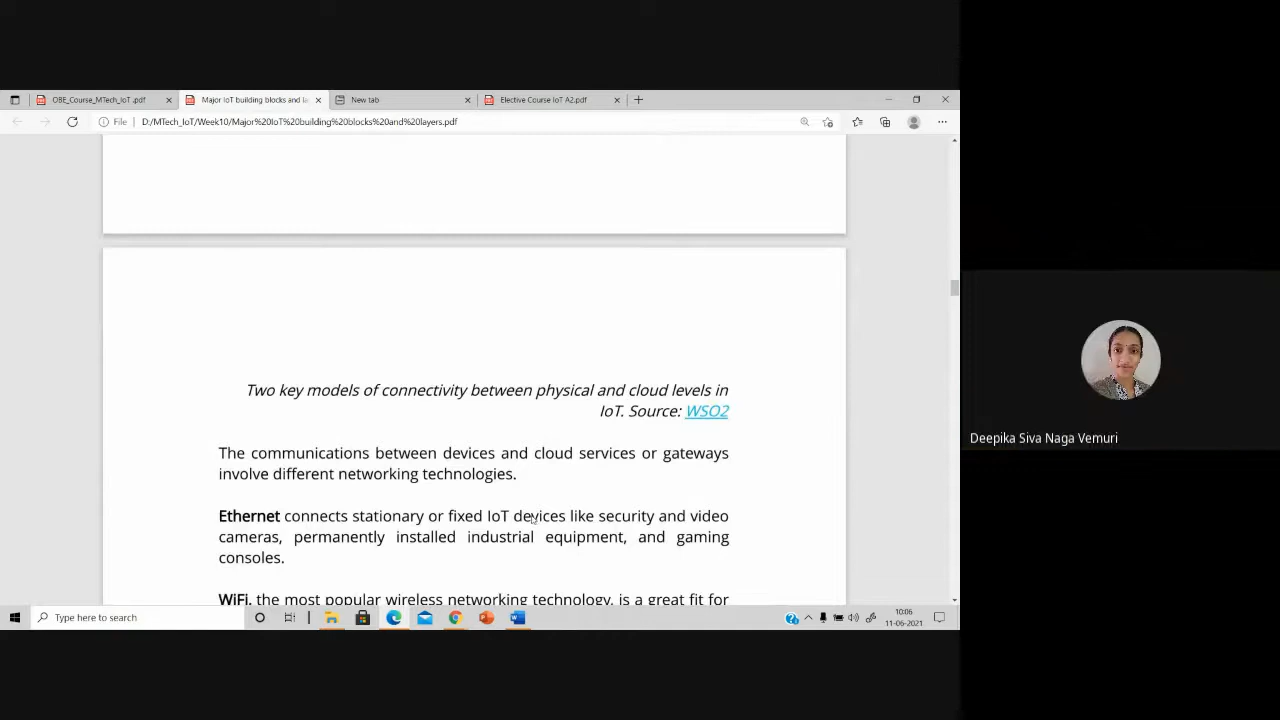 OBE_Course_MTech_IoT .pdf
Major IoT building blocks and la
New tab
Elective Course IoT A2.pdf
File
D:/MTech_IoT/Week10/Major%20IoT%20building%20blocks%20and%20layers.pdf
Two key models of connectivity between physical and cloud levels in
IoT. Source: WSO2
The communications between devices and cloud services or gateways
involve different networking technologies.
Ethernet connects stationary or fixed IoT devices like security and video
cameras, permanently installed industrial equipment, and gaming
consoles.
WiFi, the most popular wireless networking technology, is a great fit for
Deepika Siva Naga Vemuri
Type here to search
10:06
11-06-2021